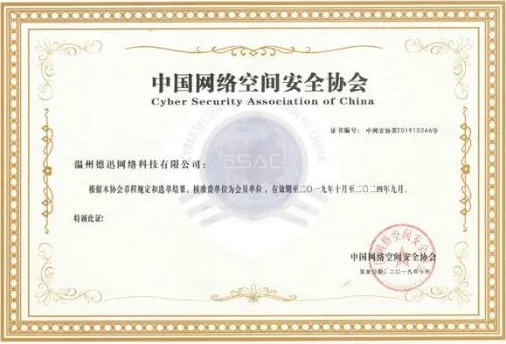 中国网络空间安全协会
Cyber Security Association of China
证书编号：中网安协第201910346号
温州德迅网络科技有限公司：
根据本协会章程规定和选举结果，核准贵单位为会员单位，有效期至二〇一九年十月至二〇二四年九月。
特颁此证！
CSAC
中国网络空间安全协会
签发日期：二〇一九年十月